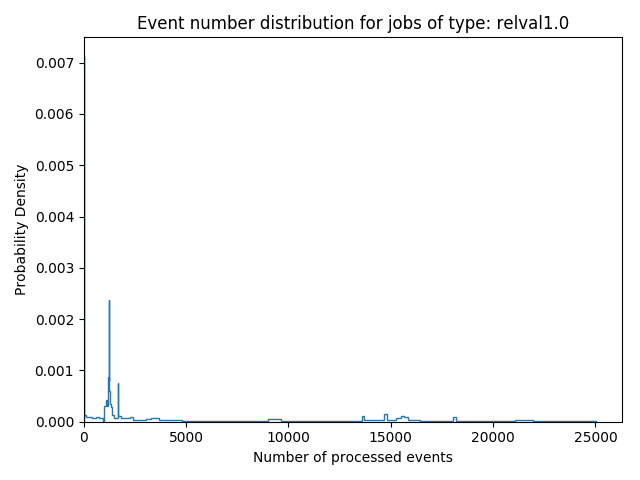 Event number distribution for jobs of type: relval1.0
Probability Density
0.007
0.006
0.005
0.004
0.003
0.002
0.001
0.000
0 5000 10000 15000 20000 25000
Number of processed events